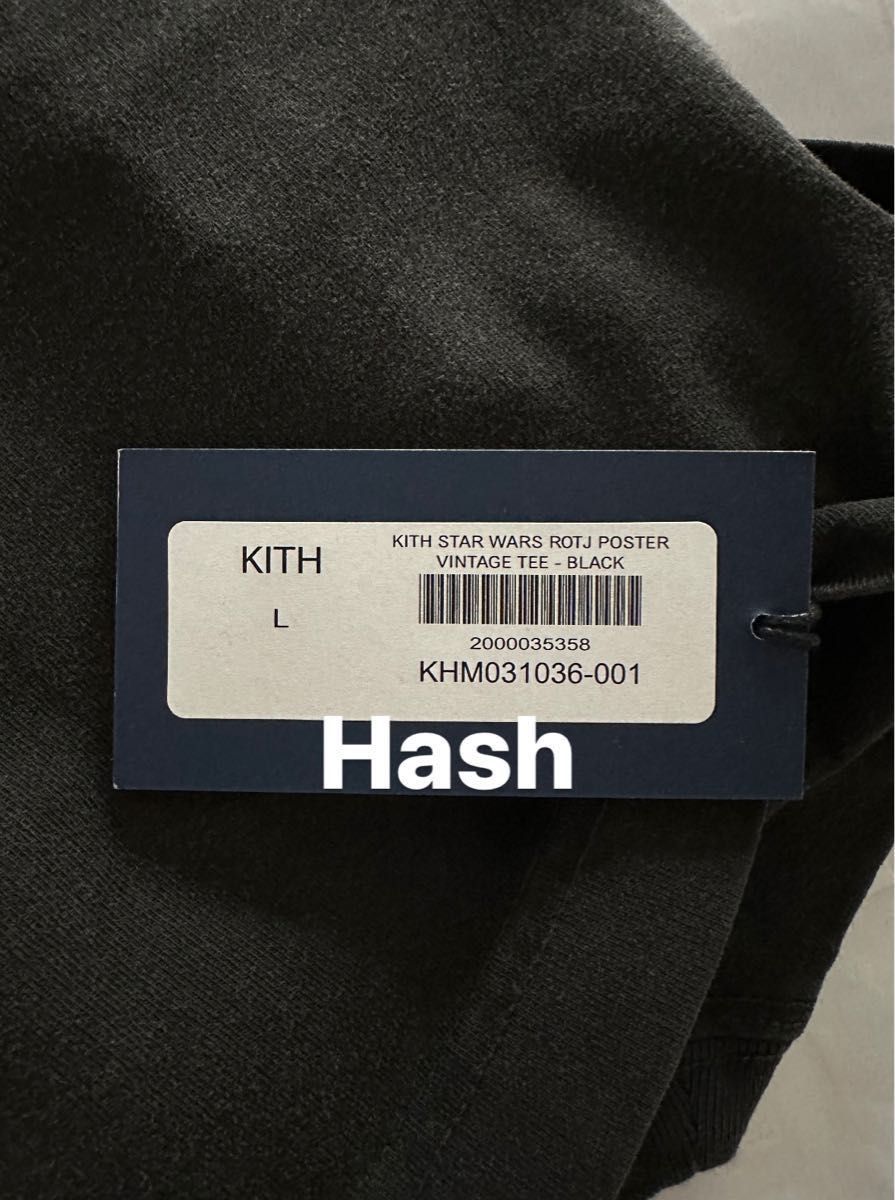 KITH
L
KITH STAR WARS ROTJ POSTER
VINTAGE TEE - BLACK
2000035358
KHM031036-001
Hash